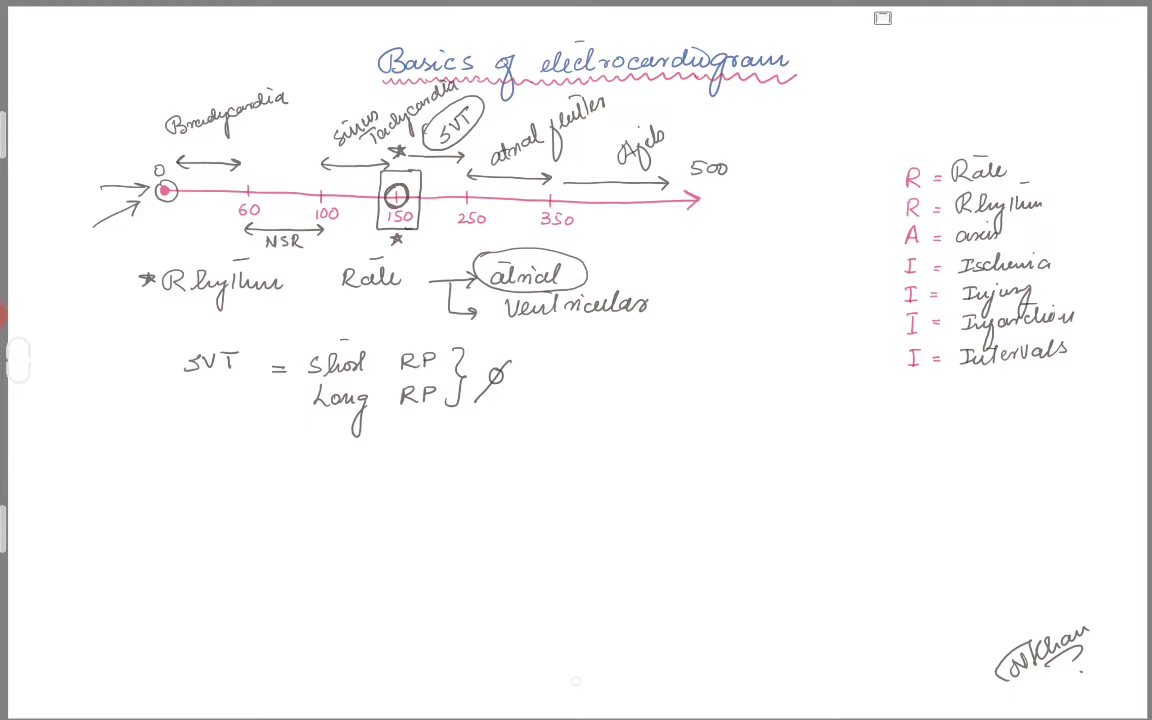 Basics of electrocardiogram
Bradycardia
sinus Tachycardia
SVT
atrial flutter
Afib
0
500
60
100
150
250
350
NSR
*Rhythm Rate atrial
ventricular
SVT = Short RP
Long RP
R = Rate
R = Rhythm
A = axis
I = Ischemia
I = Injury
I = Infarction
I = Intervals
Khan